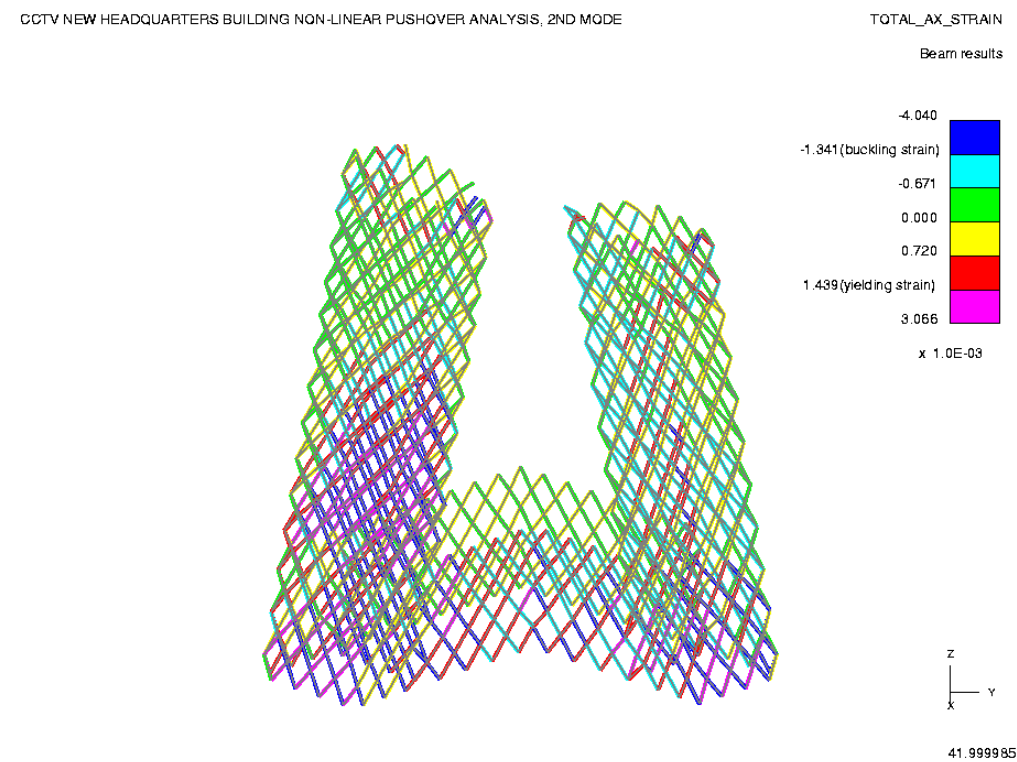 CCTV NEW HEADQUARTERS BUILDING NON-LINEAR PUSHOVER ANALYSIS, 2ND MODE
TOTAL_AX_STRAIN
Beam results
-4.040
-1.341(buckling strain)
-0.671
0.000
0.720
1.439(yielding strain)
3.066
x 1.0E-03
Z
Y
X
41.999985